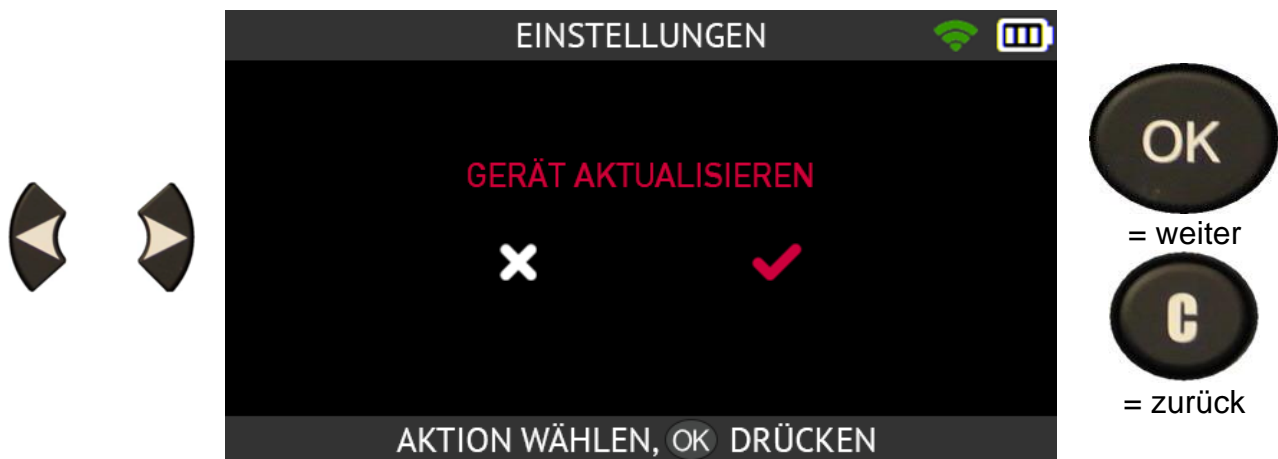 EINSTELLUNGEN
GERÄT AKTUALISIEREN
AKTION WÄHLEN, OK DRÜCKEN
OK
= weiter
C
= zurück